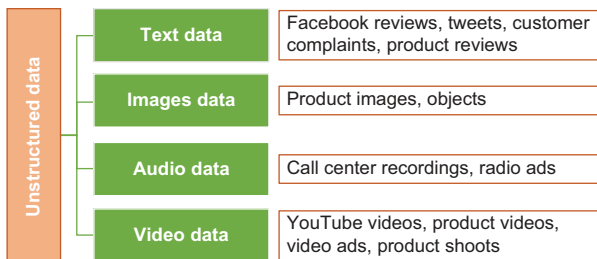 Unstructured data
Text data
Facebook reviews, tweets, customer
complaints, product reviews
Images data
Product images, objects
Audio data
Call center recordings, radio ads
Video data
YouTube videos, product videos,
video ads, product shoots